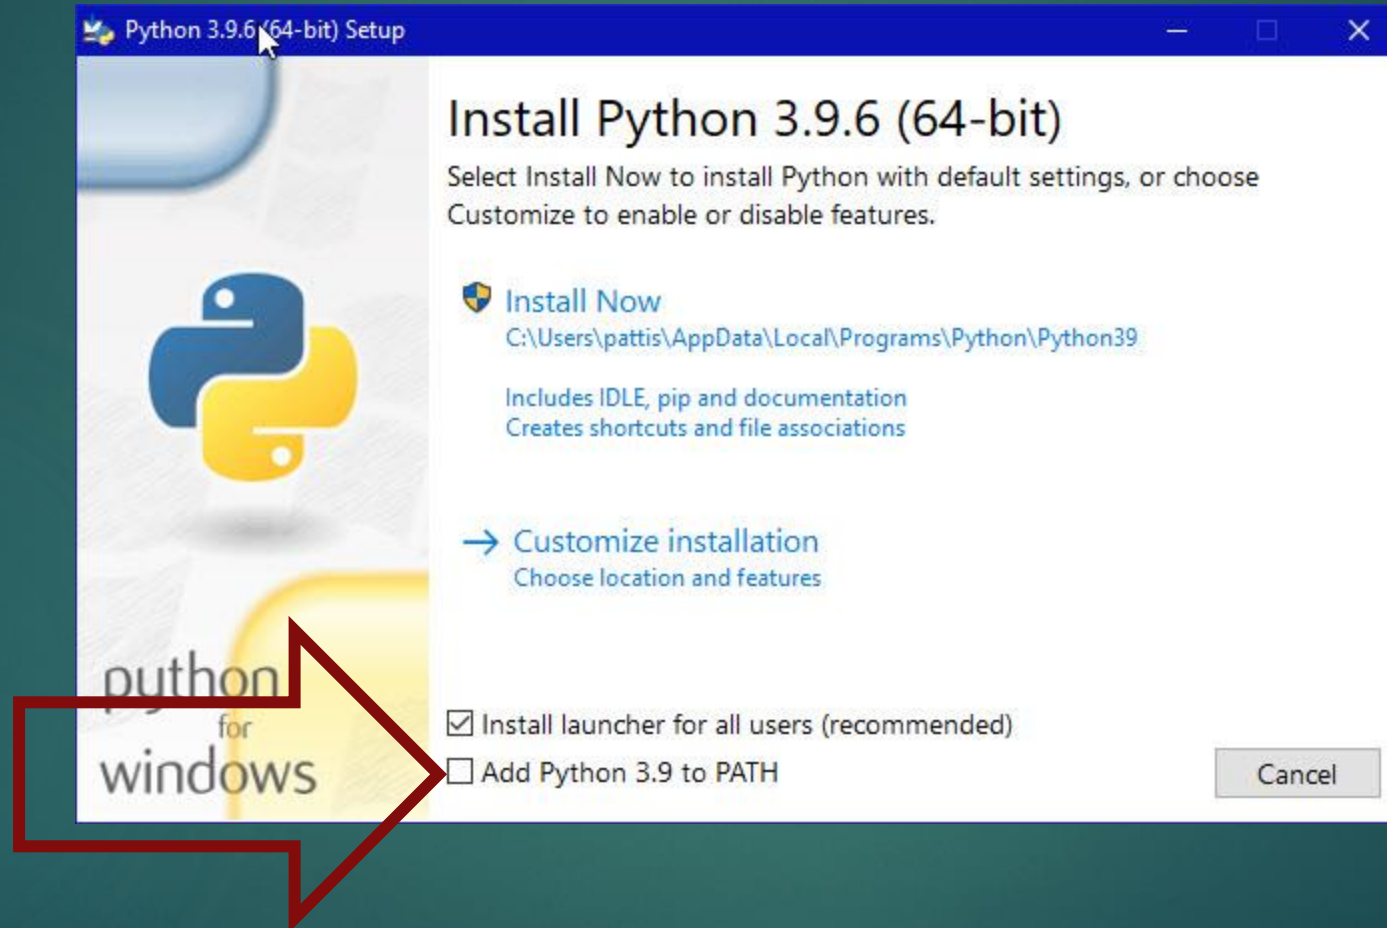 Python 3.9.6 (64-bit) Setup
Install Python 3.9.6 (64-bit)
Select Install Now to install Python with default settings, or choose
Customize to enable or disable features.
Install Now
C:\Users\pattis\AppData\Local\Programs\Python\Python39
Includes IDLE, pip and documentation
Creates shortcuts and file associations
Customize installation
Choose location and features
python
for
windows
Install launcher for all users (recommended)
Add Python 3.9 to PATH
Cancel